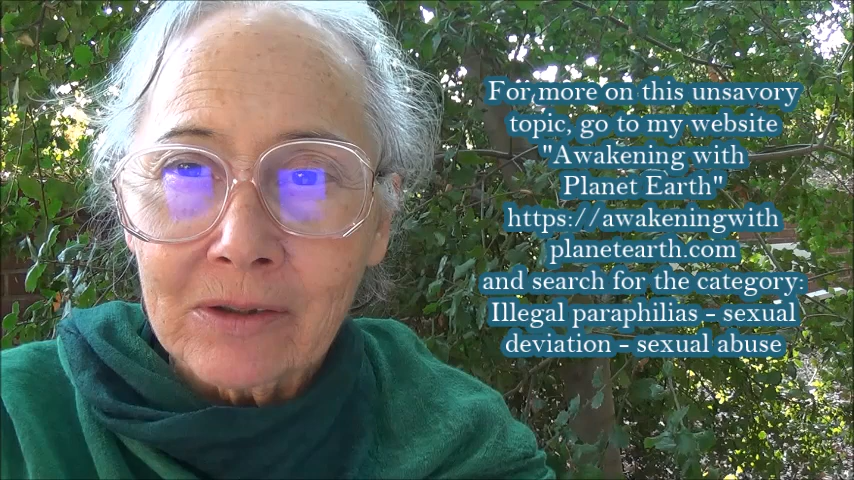 For more on this unsavory
topic, go to my website
"Awakening with
Planet Earth"
https://awakeningwith
planetearth.com
and search for the category:
Illegal paraphilias - sexual
deviation - sexual abuse